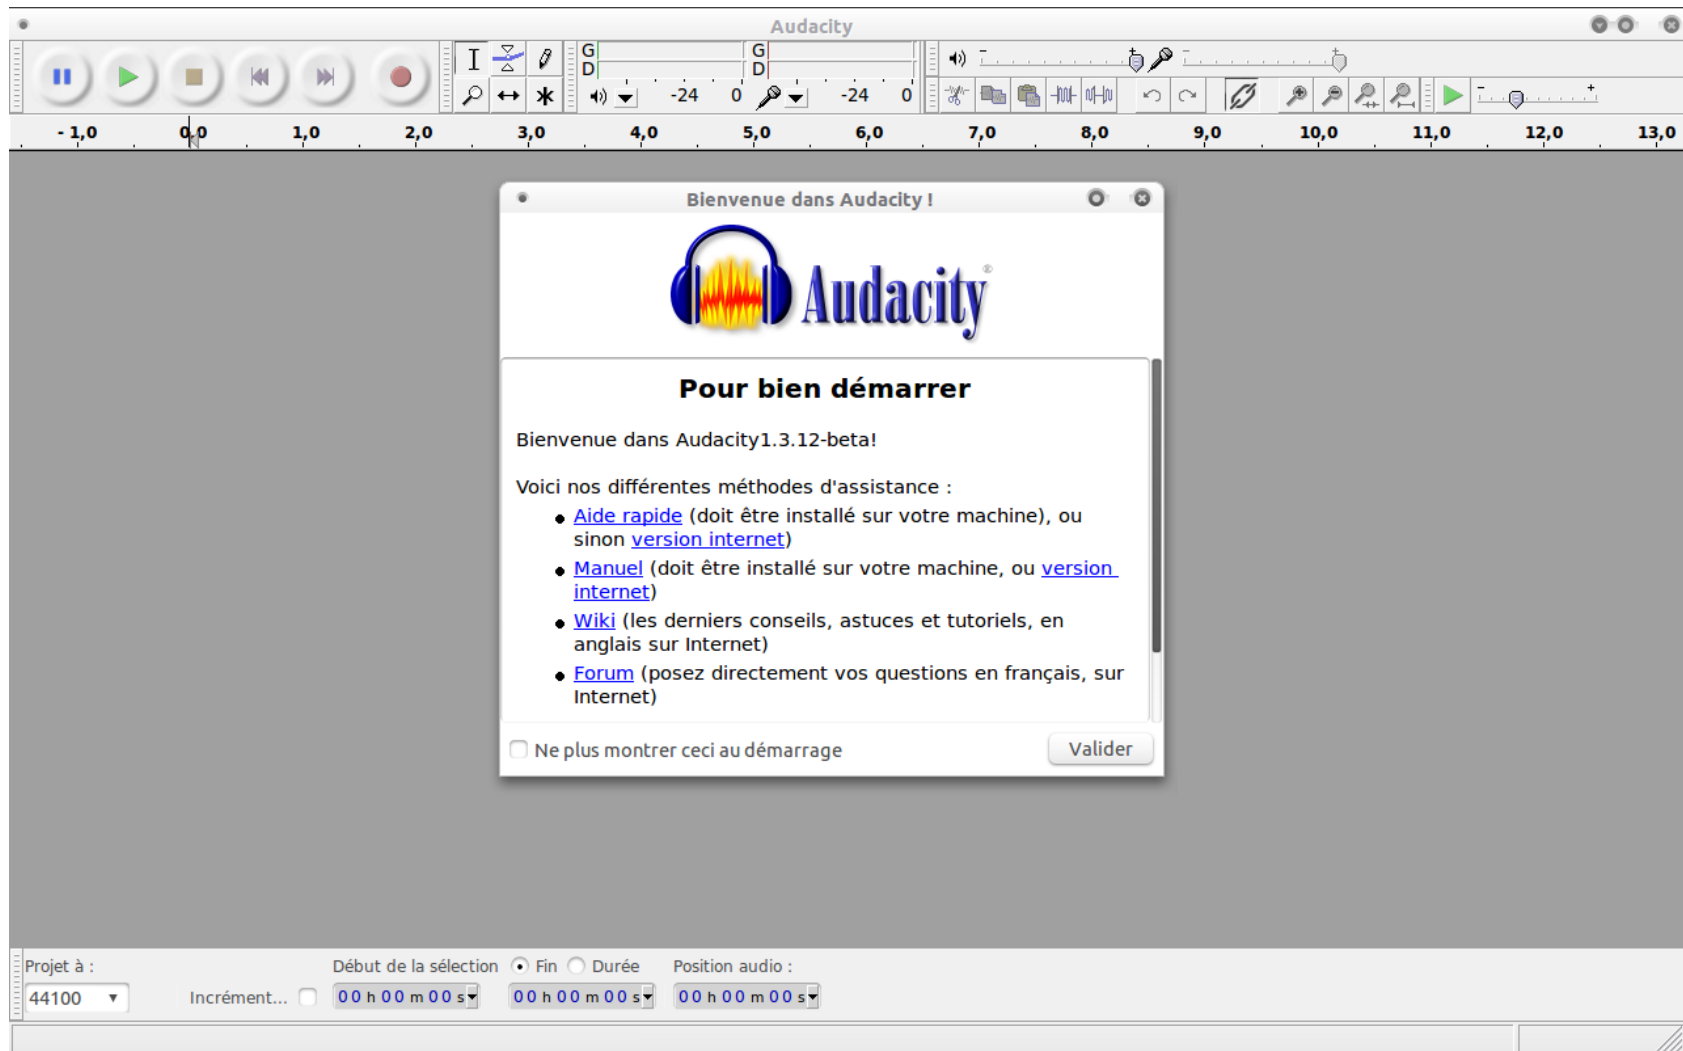 Audacity
G
D
-24 0
G
D
-24 0
- 1,0 0,0 1,0 2,0 3,0 4,0 5,0 6,0 7,0 8,0 9,0 10,0 11,0 12,0 13,0
Bienvenue dans Audacity !
Audacity®
Pour bien démarrer
Bienvenue dans Audacity1.3.12-beta!
Voici nos différentes méthodes d'assistance :
Aide rapide (doit être installé sur votre machine), ou
sinon version internet)
Manuel (doit être installé sur votre machine, ou version
internet)
Wiki (les derniers conseils, astuces et tutoriels, en
anglais sur Internet)
Forum (posez directement vos questions en français, sur
Internet)
Ne plus montrer ceci au démarrage
Valider
Projet à :
Début de la sélection Fin Durée Position audio :
44100 Incrément... 00 h 00 m 00 s 00 h 00 m 00 s 00 h 00 m 00 s